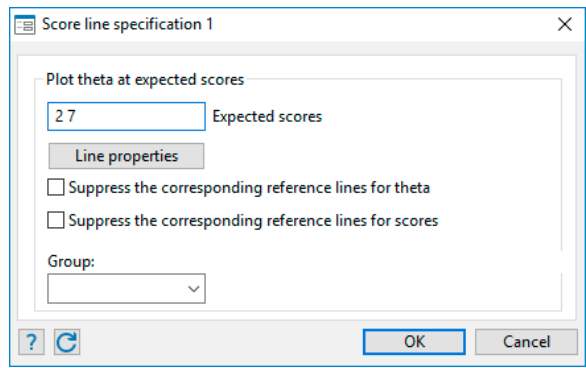 Score line specification 1
Plot theta at expected scores
2 7 Expected scores
Line properties
Suppress the corresponding reference lines for theta
Suppress the corresponding reference lines for scores
Group:
? OK Cancel